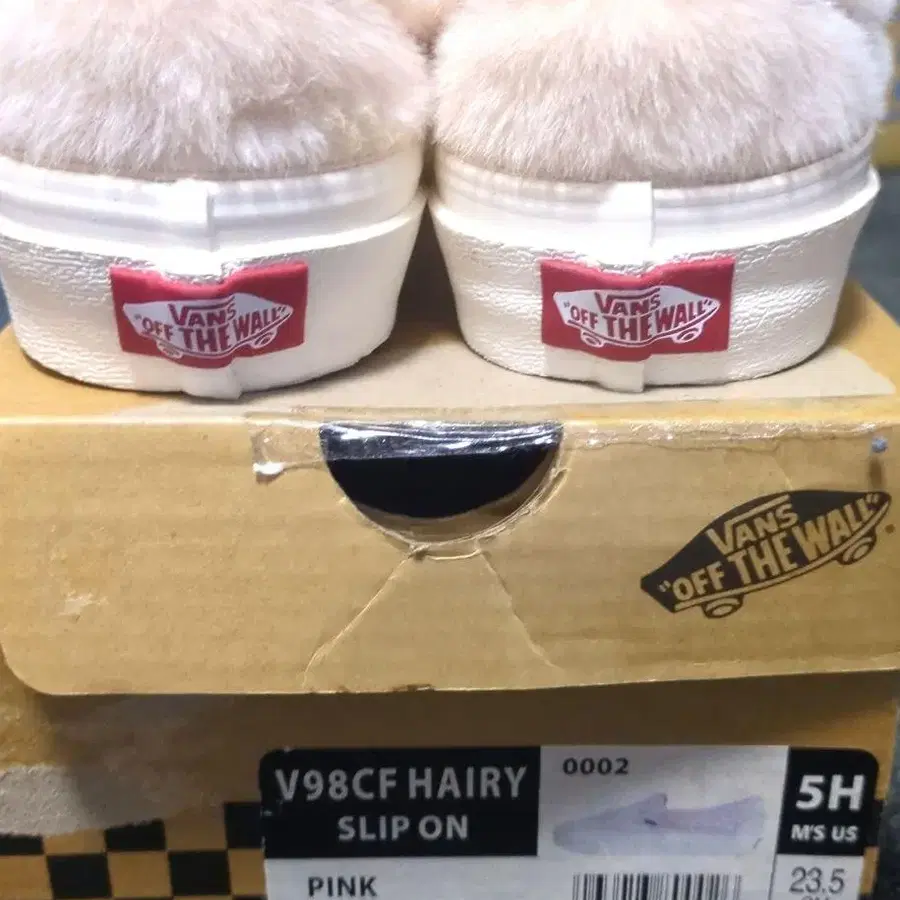 VANS
"OFF THE WALL"
VANS
"OFF THE WALL"
VANS
"OFF THE WALL"
V98CF HAIRY
SLIP ON
PINK
0002
5H
M'S US
23.5